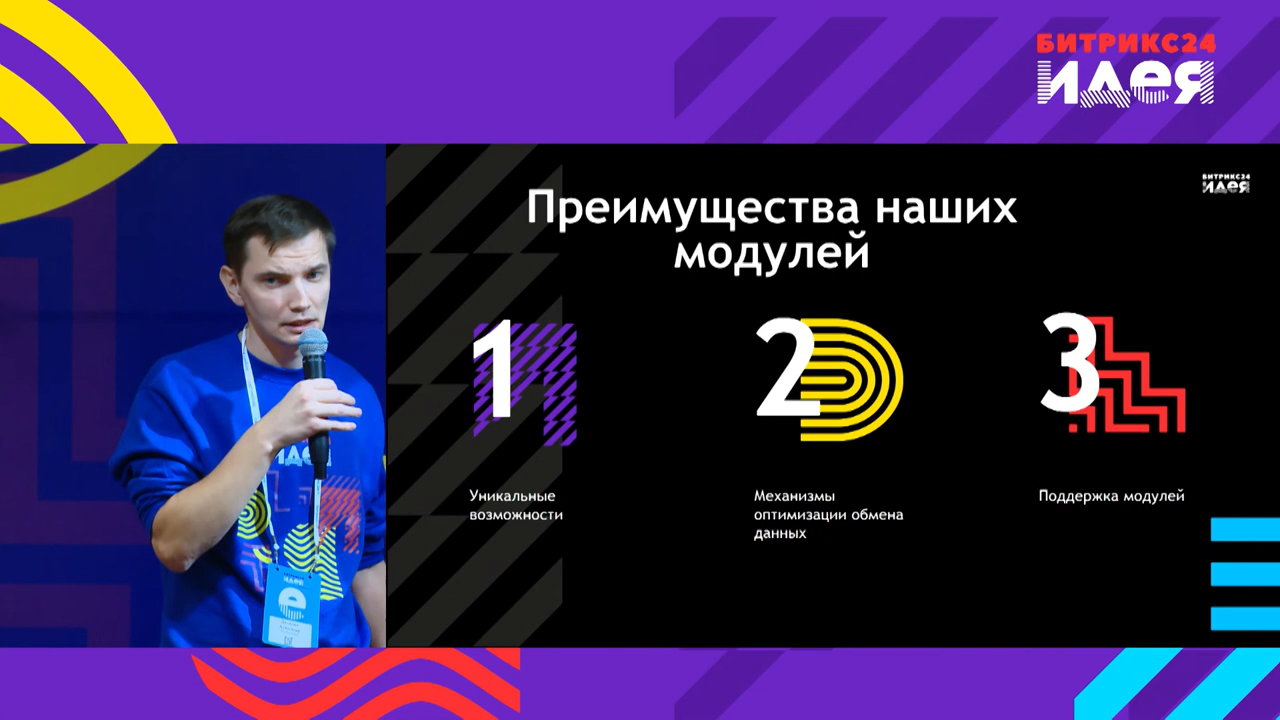 БИТРИКС24
идея
БИТРИКС24
идея
Преимущества наших
модулей
1
2
3
Уникальные
возможности
Механизмы
оптимизации обмена
данных
Поддержка модулей
идея
идея
е